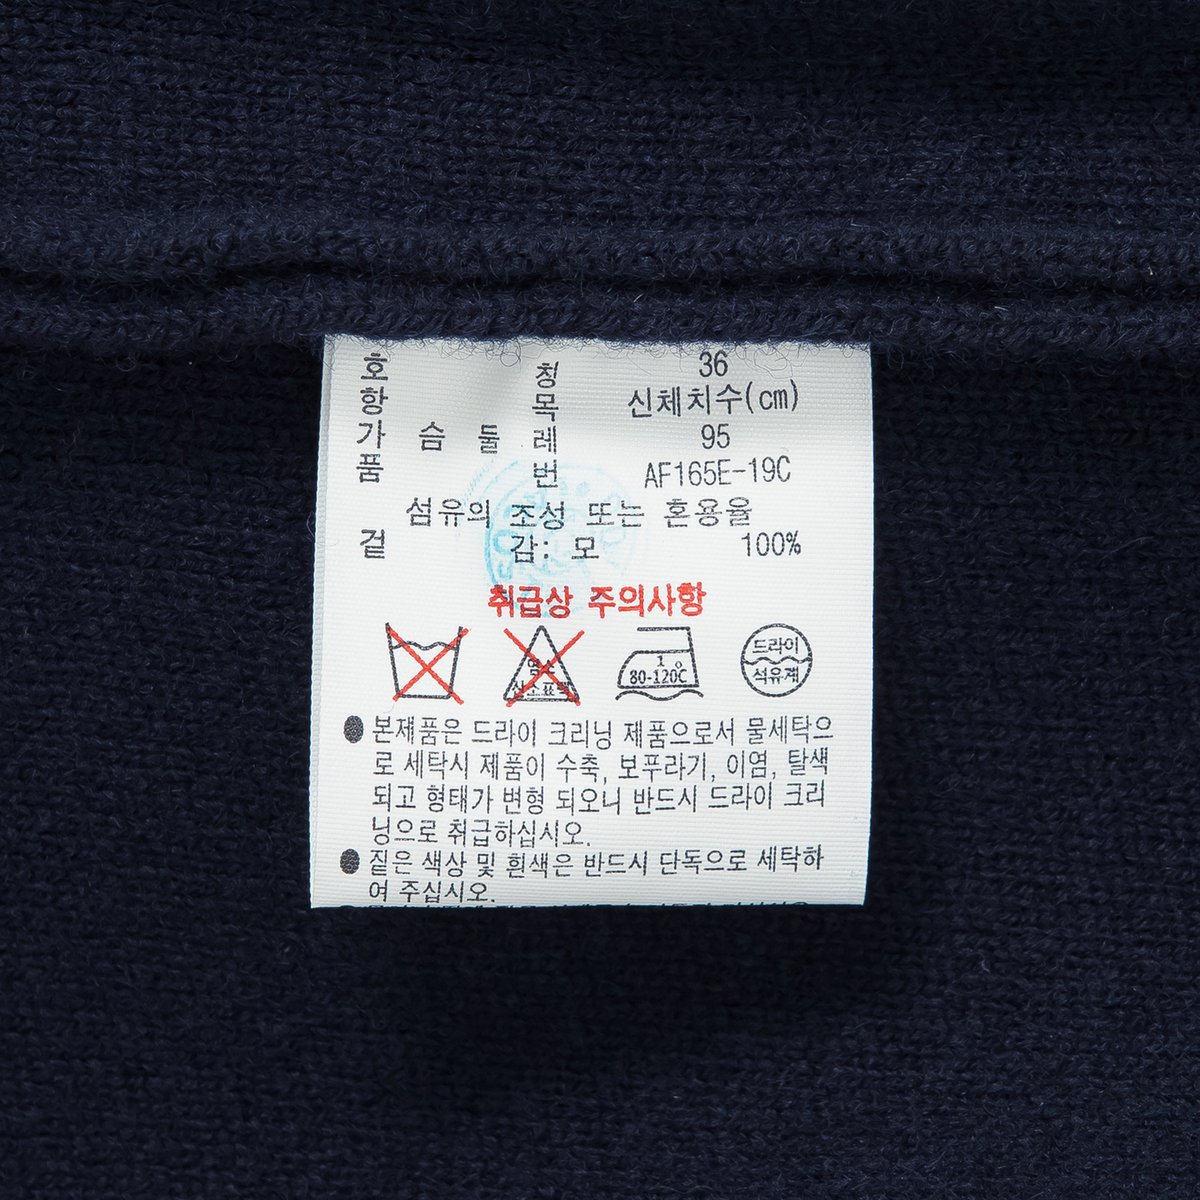 호 칭 36
항 목 신체치수(cm)
가 슴 둘 레 95
품 번 AF165E-19C
섬유의 조성 또는 혼용율
겉 감: 모 100%
취급상 주의사항
염소
산소표백
1
80-120℃
드라이
석유계
●본제품은 드라이 크리닝 제품으로서 물세탁으
로 세탁시 제품이 수축, 보푸라기, 이염, 탈색
되고 형태가 변형 되오니 반드시 드라이 크리
닝으로 취급하십시오.
●짙은 색상 및 흰색은 반드시 단독으로 세탁하
여 주십시오.